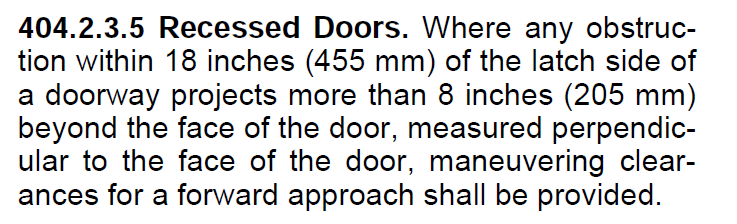 404.2.3.5 Recessed Doors. Where any obstruc-
tion within 18 inches (455 mm) of the latch side of
a doorway projects more than 8 inches (205 mm)
beyond the face of the door, measured perpendic-
ular to the face of the door, maneuvering clear-
ances for a forward approach shall be provided.